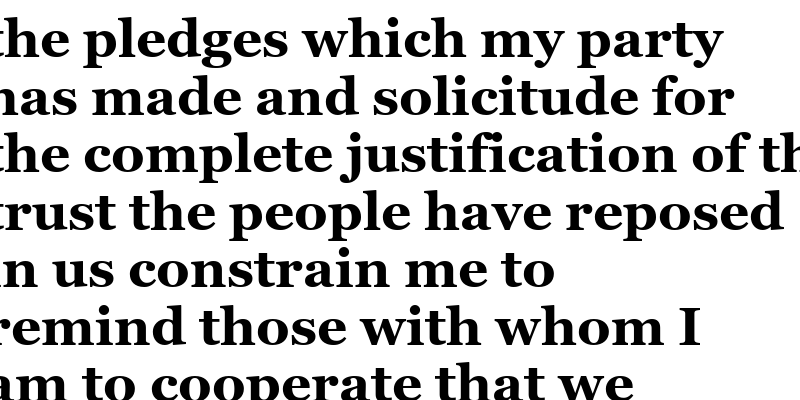 the pledges which my party
has made and solicitude for
the complete justification of th
trust the people have reposed
in us constrain me to
remind those with whom I
am to cooperate that we